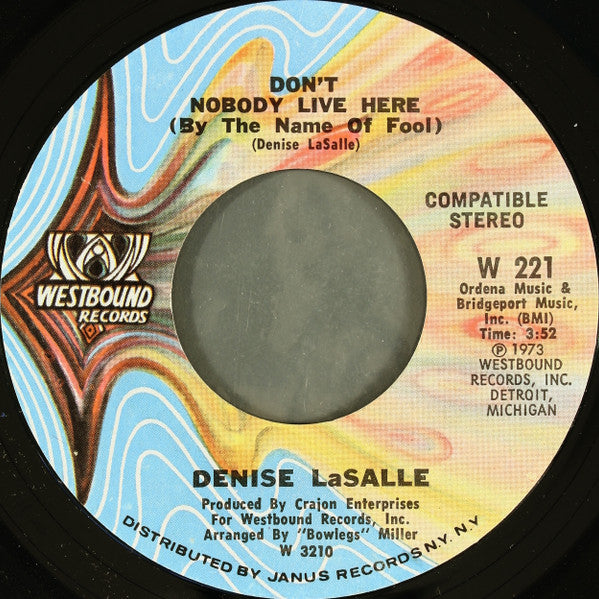 DON'T
NOBODY LIVE HERE
(By The Name Of Fool)
(Denise LaSalle)
COMPATIBLE
STEREO
W 221
Ordena Music &
Bridgeport Music,
Inc. (BMI)
Time: 3:52
℗ 1973
WESTBOUND
RECORDS, INC.
DETROIT,
MICHIGAN
WESTBOUND
RECORDS
DENISE LaSALLE
Produced By Crajon Enterprises
For Westbound Records, Inc.
Arranged By "Bowlegs" Miller
W 3210
DISTRIBUTED BY JANUS RECORDS N.Y. N.Y